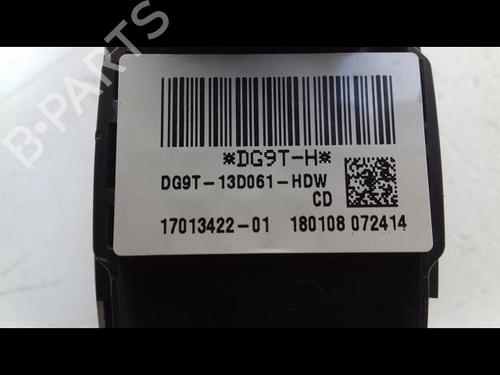 *DG9T-H*
DG9T-13D061-HDW
CD
17013422-01 180108 072414
B-PARTS